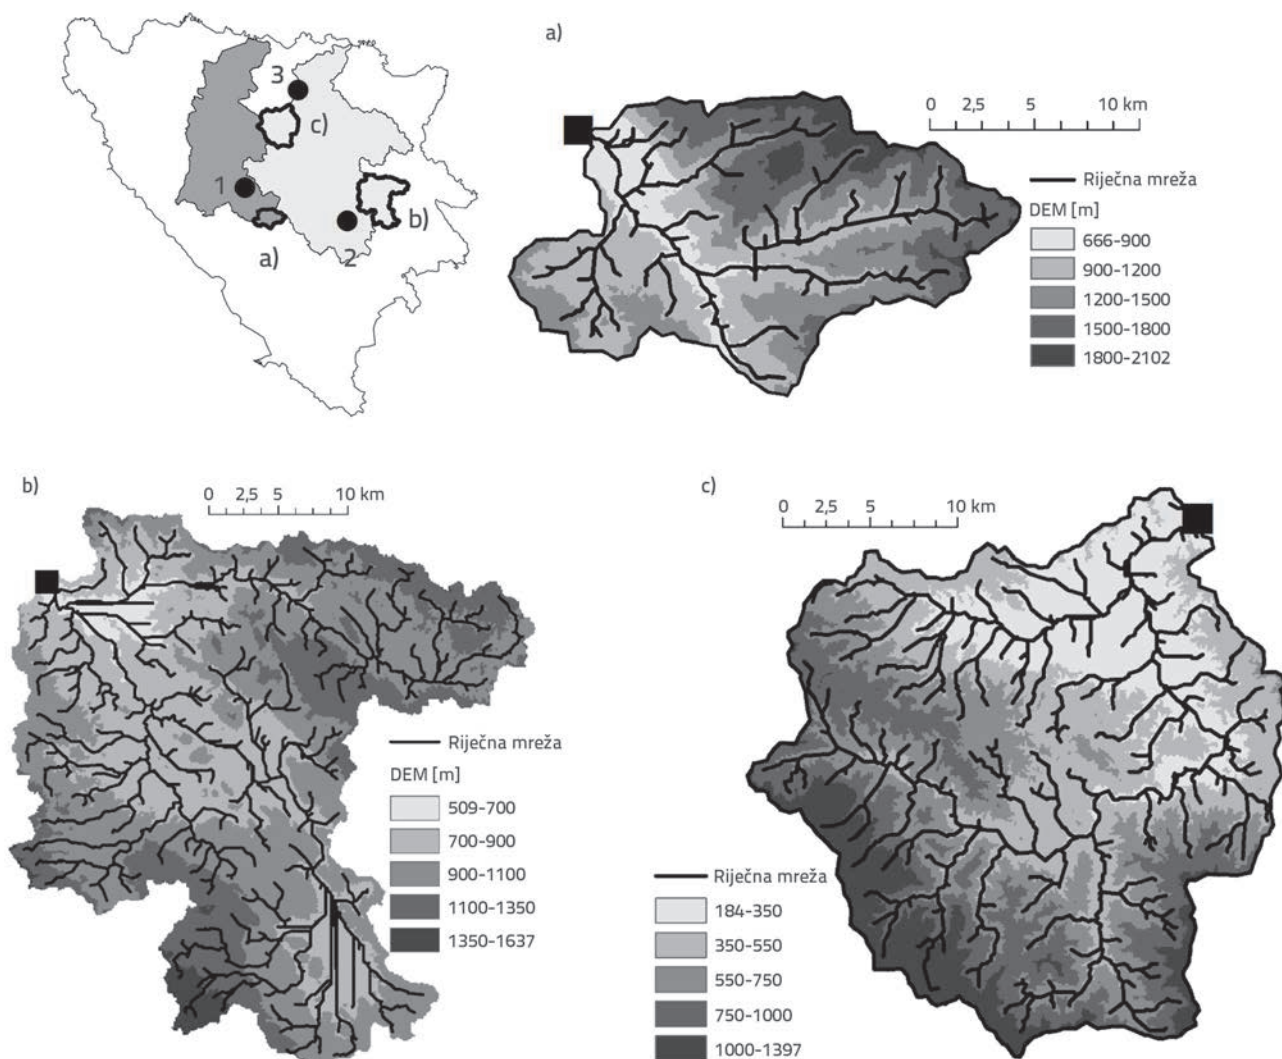 3
c)
1
b)
a)
2
a)
0 2,5 5 10 km
Riječna mreža
DEM [m]
666-900
900-1200
1200-1500
1500-1800
1800-2102
b)
0 2,5 5 10 km
Riječna mreža
DEM [m]
509-700
700-900
900-1100
1100-1350
1350-1637
c)
0 2,5 5 10 km
Riječna mreža
184-350
350-550
550-750
750-1000
1000-1397